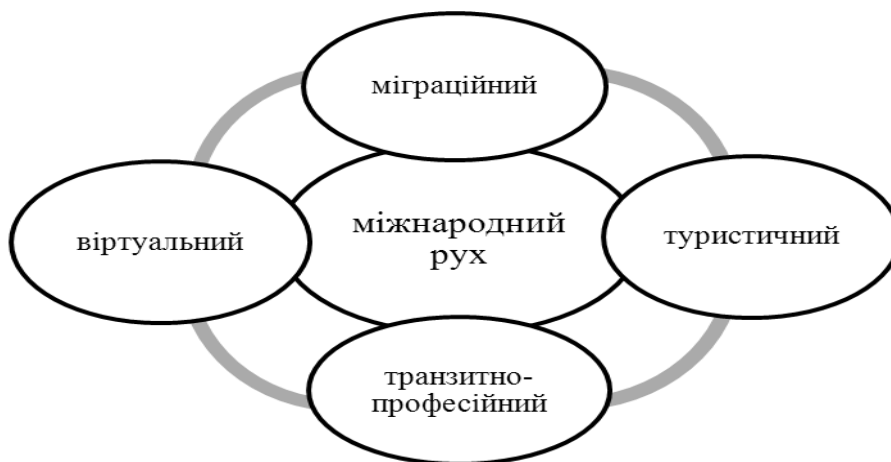 міграційний
віртуальний
міжнародний
рух
туристичний
транзитно-
професійний